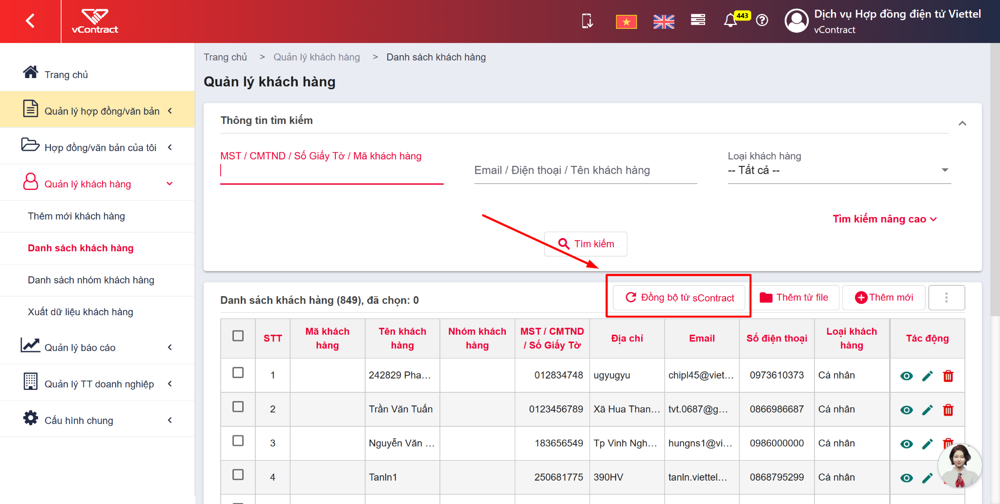 vContract
443
Dịch vụ Hợp đồng điện tử Viettel
vContract
Trang chủ
Quản lý hợp đồng/văn bản
Hợp đồng/văn bản của tôi
Quản lý khách hàng
Thêm mới khách hàng
Danh sách khách hàng
Danh sách nhóm khách hàng
Xuất dữ liệu khách hàng
Quản lý báo cáo
Quản lý TT doanh nghiệp
Cấu hình chung
Trang chủ > Quản lý khách hàng > Danh sách khách hàng
Quản lý khách hàng
Thông tin tìm kiếm
MST / CMTND / Số Giấy Tờ / Mã khách hàng
Email / Điện thoại / Tên khách hàng
Loại khách hàng
-- Tất cả --
Tìm kiếm nâng cao
Tìm kiếm
Danh sách khách hàng (849), đã chọn: 0
Đồng bộ từ sContract
Thêm từ file
Thêm mới
STT
Mã khách
hàng
Tên khách
hàng
Nhóm khách
hàng
MST / CMTND
/ Số Giấy Tờ
Địa chỉ
Email
Số điện thoại
Loại khách
hàng
Tác động
1 242829 Pha... 012834748 ugyugyu chipl45@viet... 0973610373 Cá nhân
2 Trần Văn Tuấn 0123456789 Xã Hua Than... tvt.0687@g... 0866986687 Cá nhân
3 Nguyễn Văn ... 183656549 Tp Vinh Ngh... hungns1@vi... 0986000000 Cá nhân
4 Tanln1 250681775 390HV tanln.viettel... 0868795299 Cá nhân